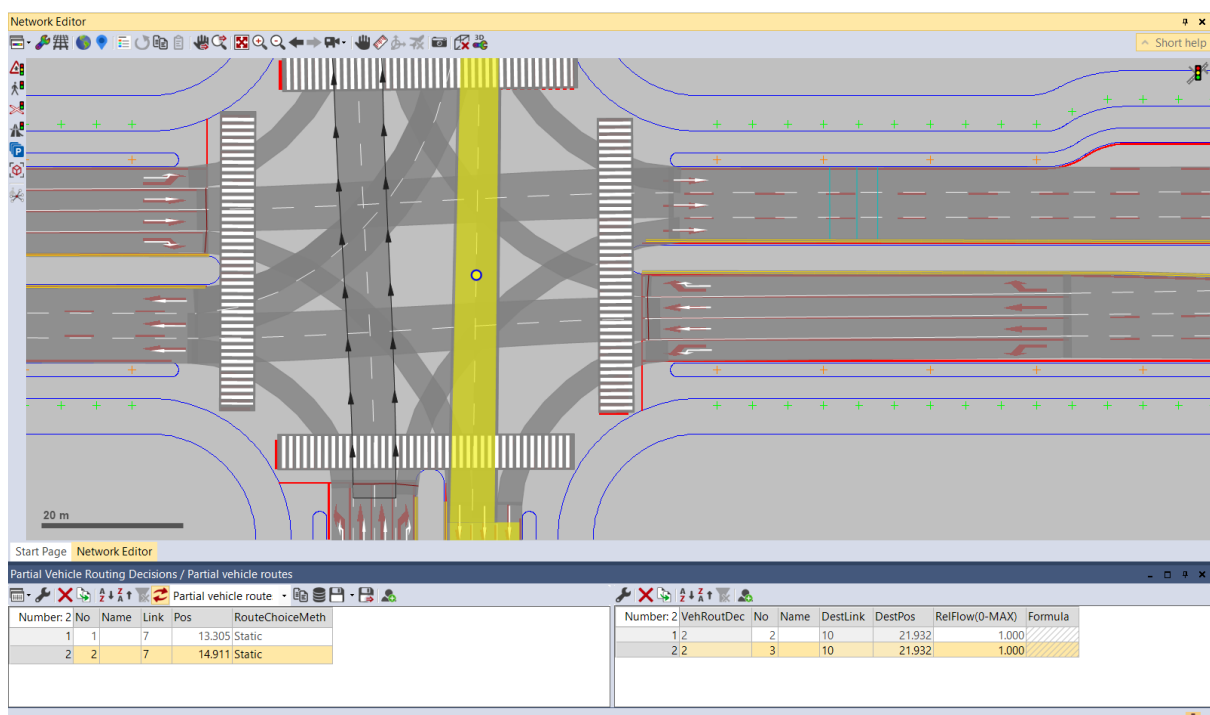 Network Editor
Short help
3D
P
20 m
Start Page Network Editor
Partial Vehicle Routing Decisions / Partial vehicle routes
Partial vehicle route
Number: 2 No Name Link Pos RouteChoiceMeth
1 1 7 13.305 Static
2 2 7 14.911 Static
Number: 2 VehRoutDec No Name DestLink DestPos RelFlow(0-MAX) Formula
1 2 2 10 21.932 1.000
2 2 3 10 21.932 1.000